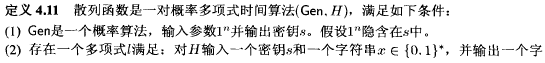 定义 4.11 散列函数是一对概率多项式时间算法(Gen, H)，满足如下条件：
(1) Gen是一个概率算法，输入参数1ⁿ并输出密钥s。假设1ⁿ隐含在s中。
(2) 存在一个多项式l满足：对H输入一个密钥s和一个字符串x ∈ {0,1}*，并输出一个字